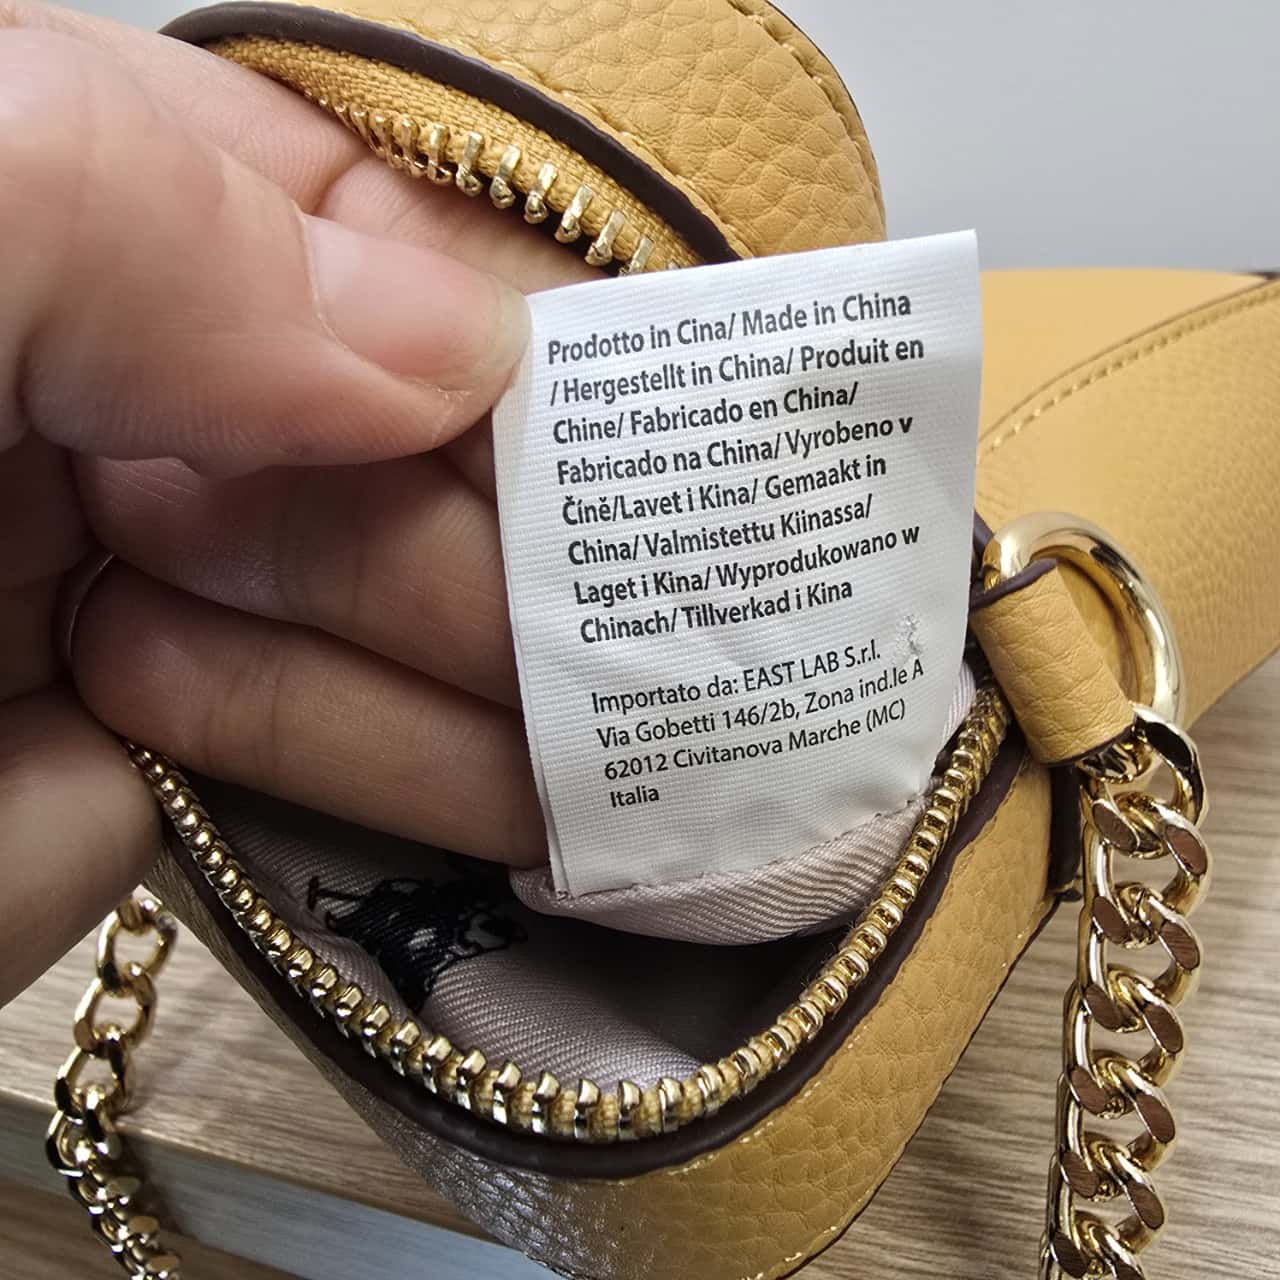 Prodotto in Cina/ Made in China
/Hergestellt in China/ Produit en
Chine/ Fabricado en China/
Fabricado na China/ Vyrobeno v
Číně/Lavet i Kina/ Gemaakt in
China/ Valmistettu Kiinassa/
Laget i Kina/ Wyprodukowano w
Chinach/ Tillverkad i Kina
Importato da: EAST LAB S.r.l.
Via Gobetti 146/2b, Zona ind.le A
62012 Civitanova Marche (MC)
Italia